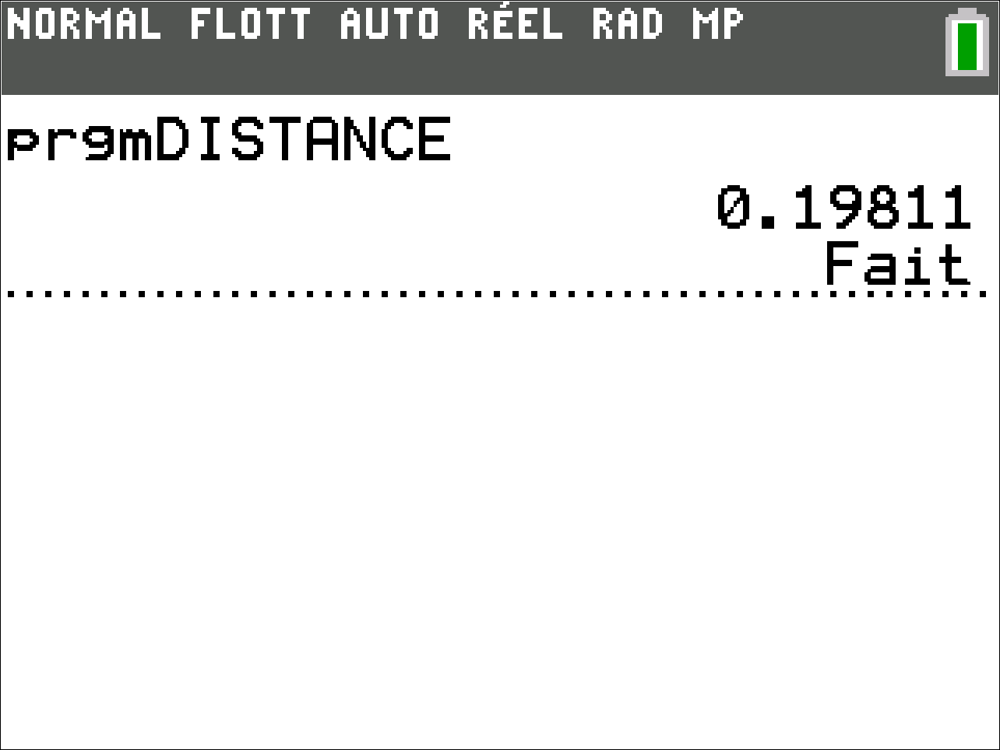 NORMAL FLOTT AUTO RÉEL RAD MP
prgmDISTANCE
0.19811
Fait